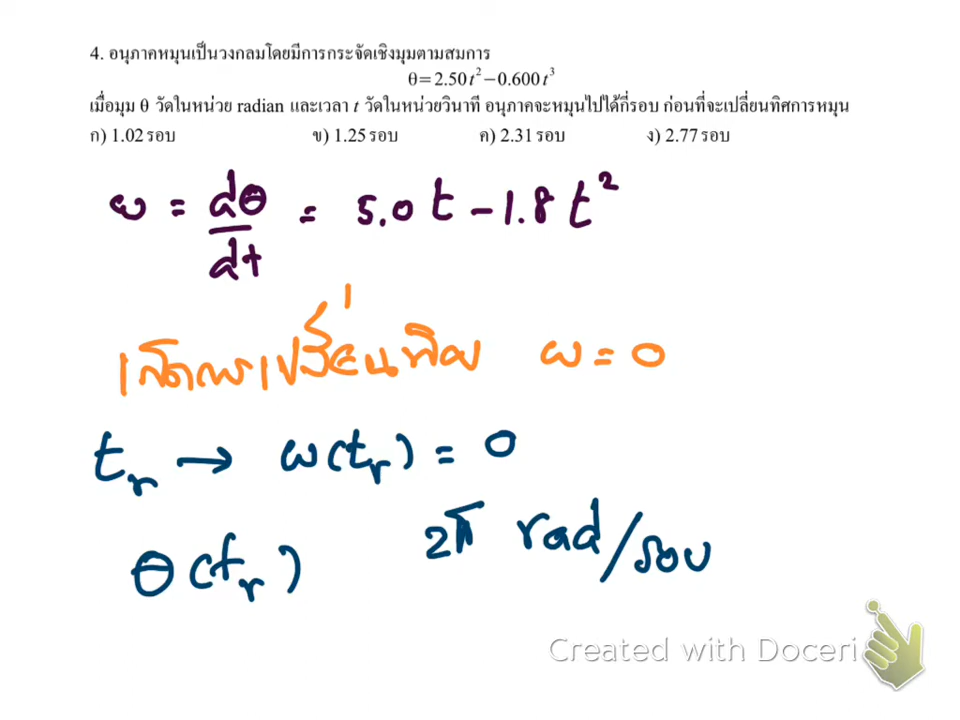 4. อนุภาคหมุนเป็นวงกลมโดยมีการกระจัดเชิงมุมตามสมการ
θ=2.50t²−0.600t³
เมื่อมุม θ วัดในหน่วย radian และเวลา t วัดในหน่วยวินาที อนุภาคจะหมุนไปได้กี่รอบ ก่อนที่จะเปลี่ยนทิศการหมุน
ก) 1.02 รอบ ข) 1.25 รอบ ค) 2.31 รอบ ง) 2.77 รอบ
ω = dθ/dt = 5.0t − 1.8t²
เกิดการเปลี่ยนทิศ ω = 0
tᵣ → ω(tᵣ) = 0
θ(tᵣ) 2π rad/รอบ
Created with Doceri